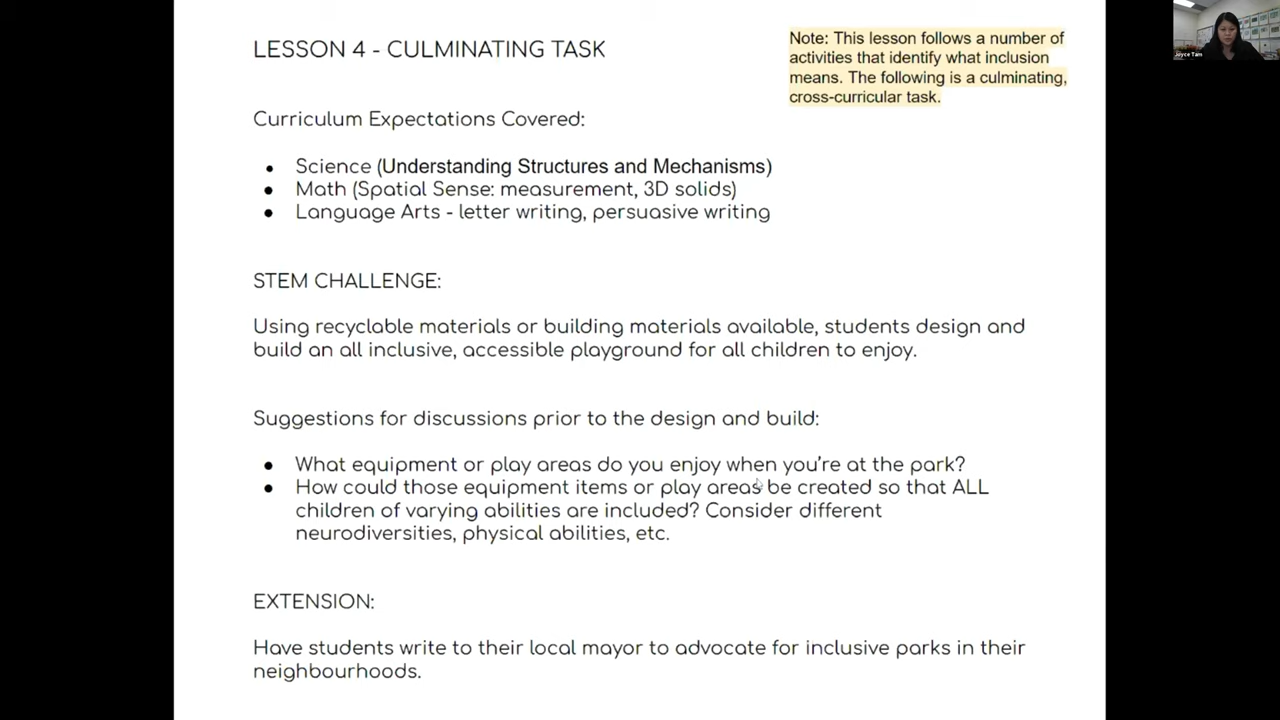 LESSON 4 - CULMINATING TASK
Note: This lesson follows a number of
activities that identify what inclusion
means. The following is a culminating,
cross-curricular task.
Joyce Tam
Curriculum Expectations Covered:
● Science (Understanding Structures and Mechanisms)
● Math (Spatial Sense: measurement, 3D solids)
● Language Arts - letter writing, persuasive writing
STEM CHALLENGE:
Using recyclable materials or building materials available, students design and
build an all inclusive, accessible playground for all children to enjoy.
Suggestions for discussions prior to the design and build:
● What equipment or play areas do you enjoy when you're at the park?
● How could those equipment items or play areas be created so that ALL
children of varying abilities are included? Consider different
neurodiversities, physical abilities, etc.
EXTENSION:
Have students write to their local mayor to advocate for inclusive parks in their
neighbourhoods.